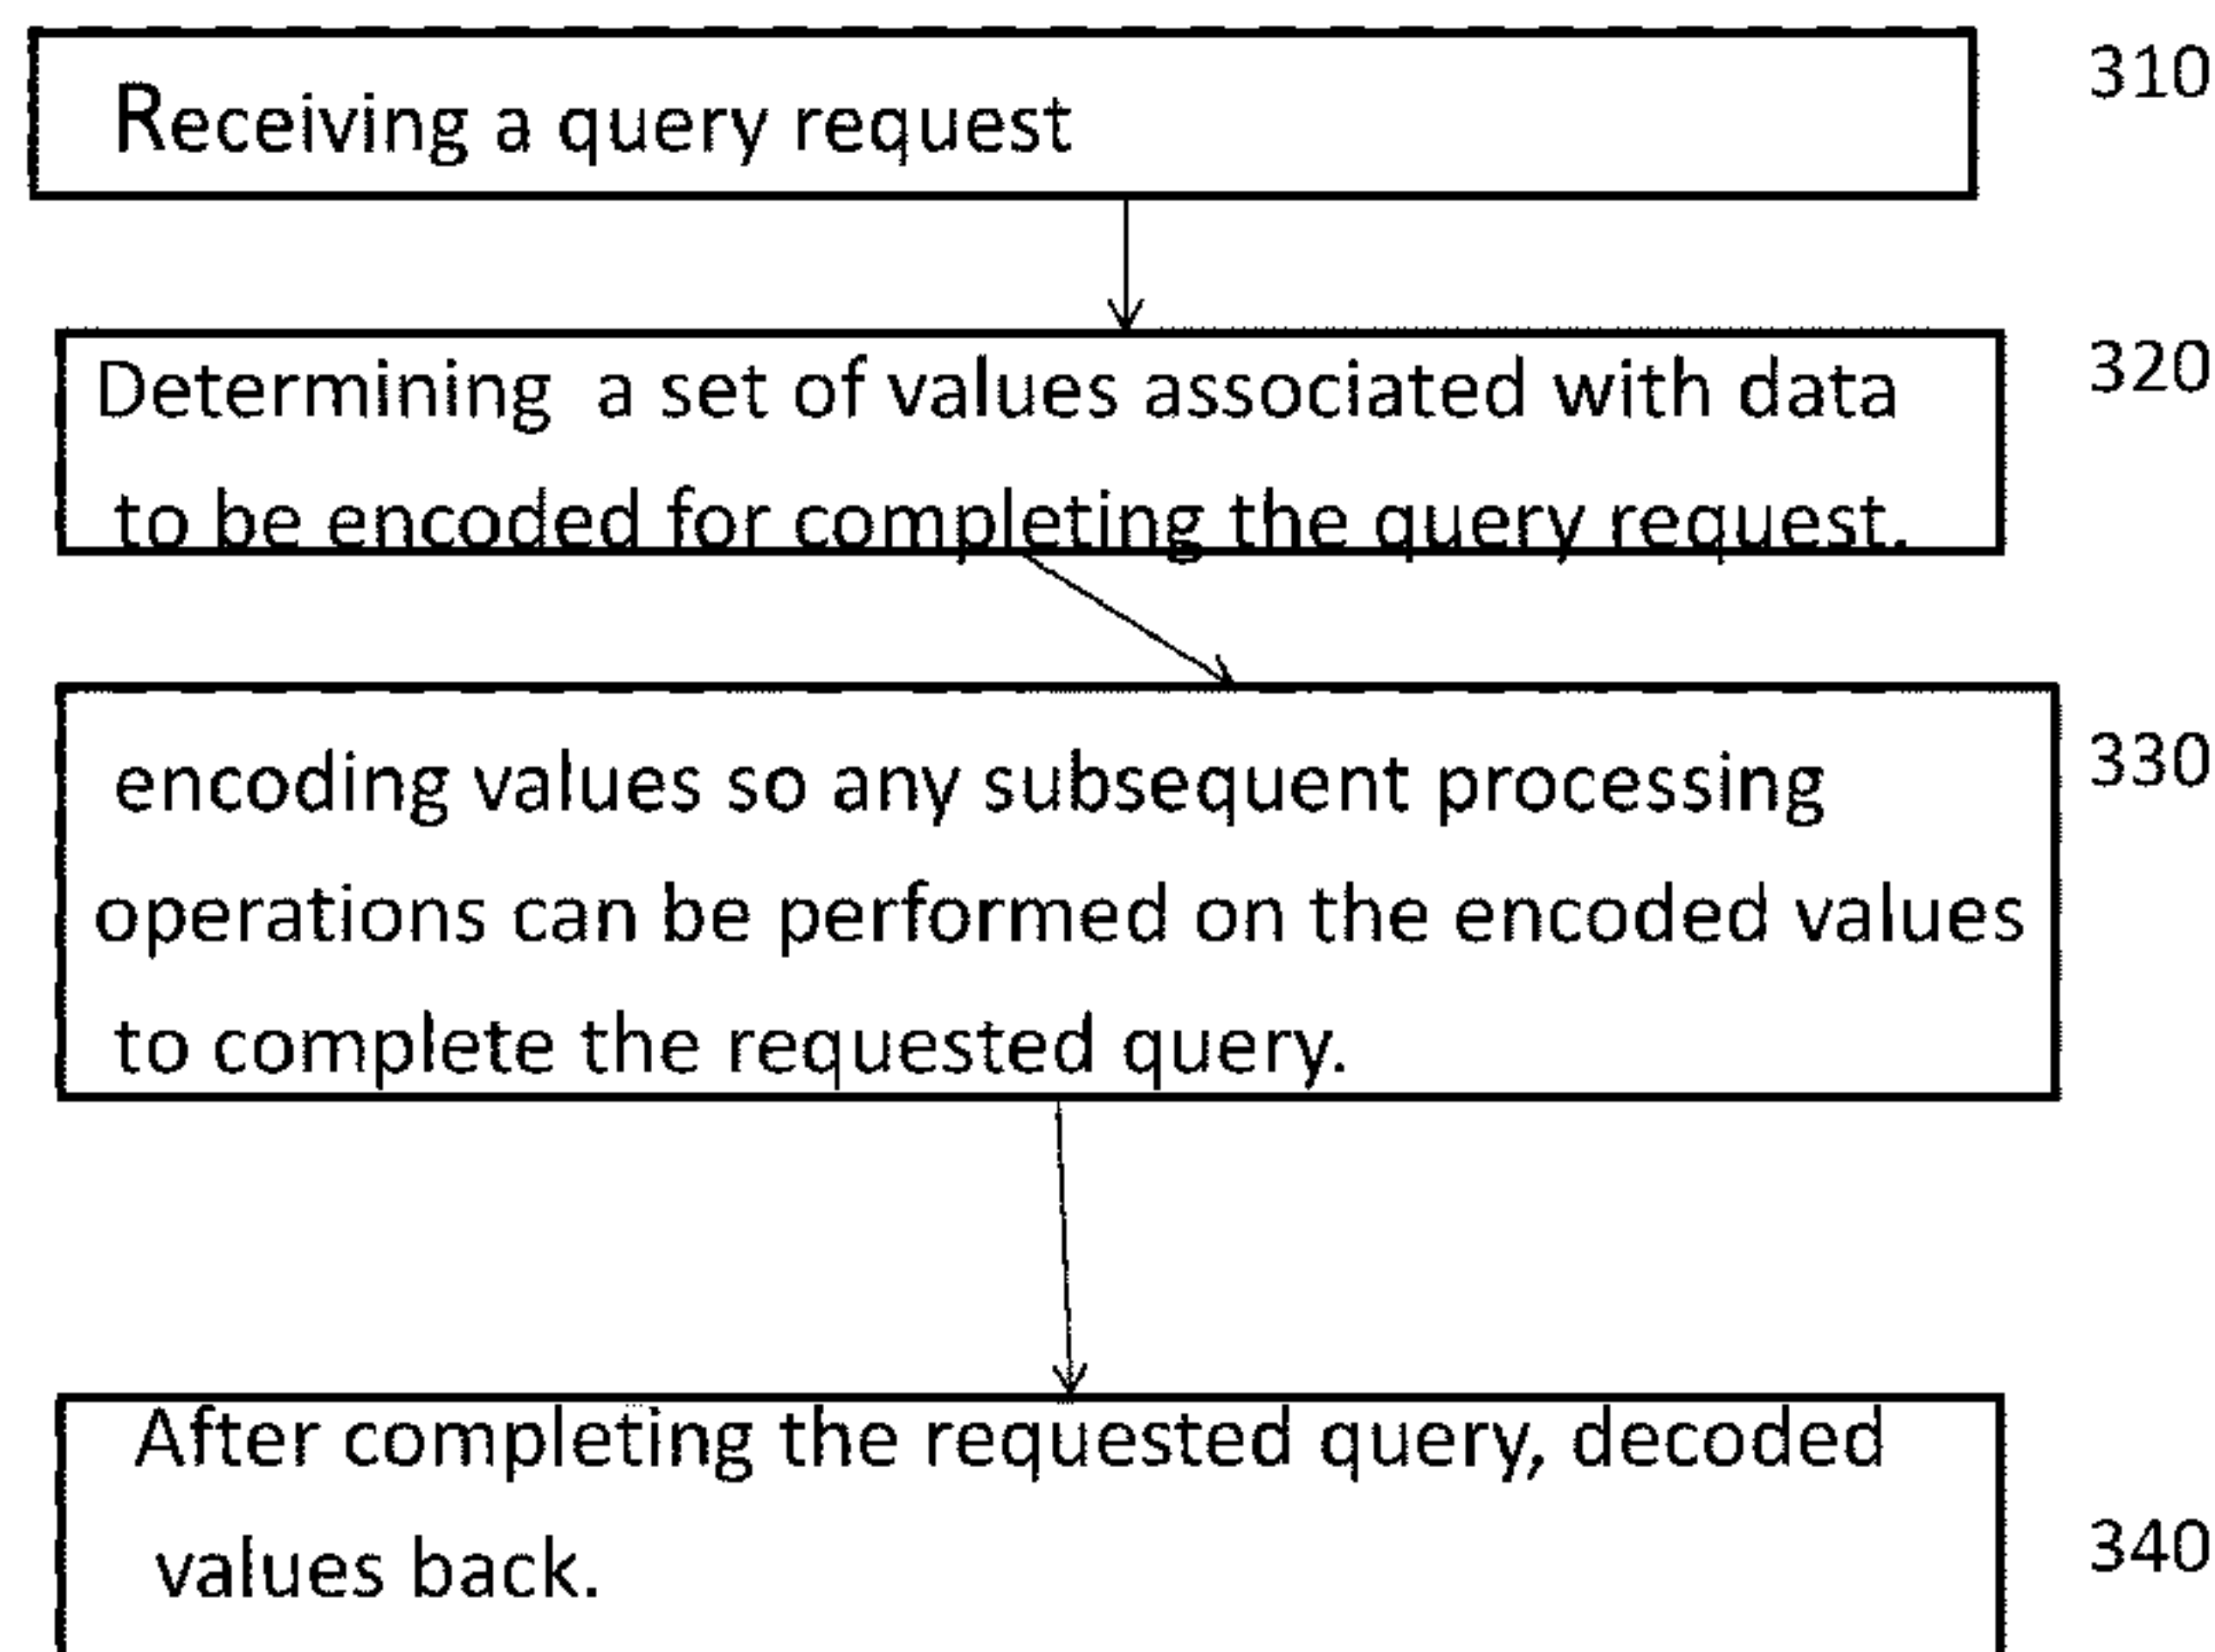 Receiving a query request
310
Determining a set of values associated with data
320
to be encoded for completing the query request.
encoding values so any subsequent processing
330
operations can be performed on the encoded values
to complete the requested query.
After completing the requested query, decoded
values back.
340